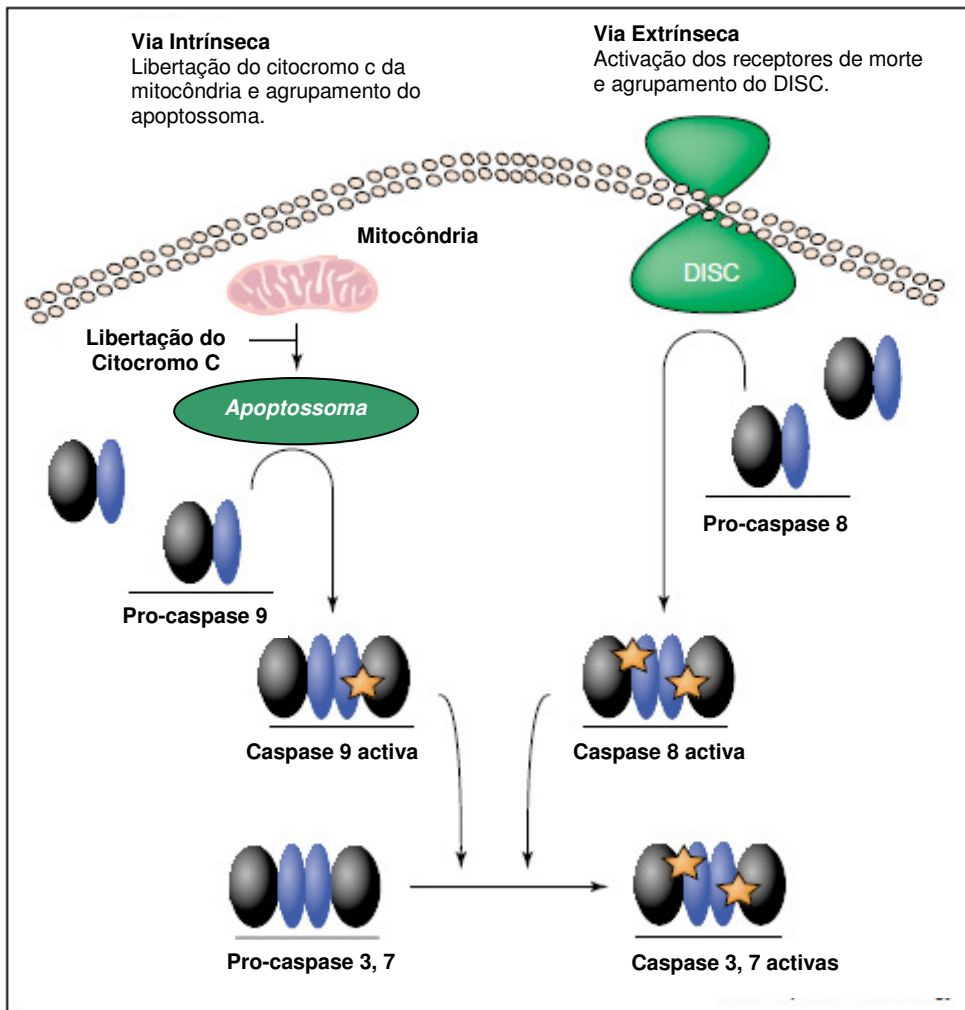 Via Intrínseca
Libertação do citocromo c da
mitocôndria e agrupamento do
apoptossoma.
Via Extrínseca
Activação dos receptores de morte
e agrupamento do DISC.
Mitocôndria
DISC
Libertação do
Citocromo C
Apoptossoma
Pro-caspase 8
Pro-caspase 9
Caspase 9 activa
Caspase 8 activa
Pro-caspase 3, 7
Caspase 3, 7 activas